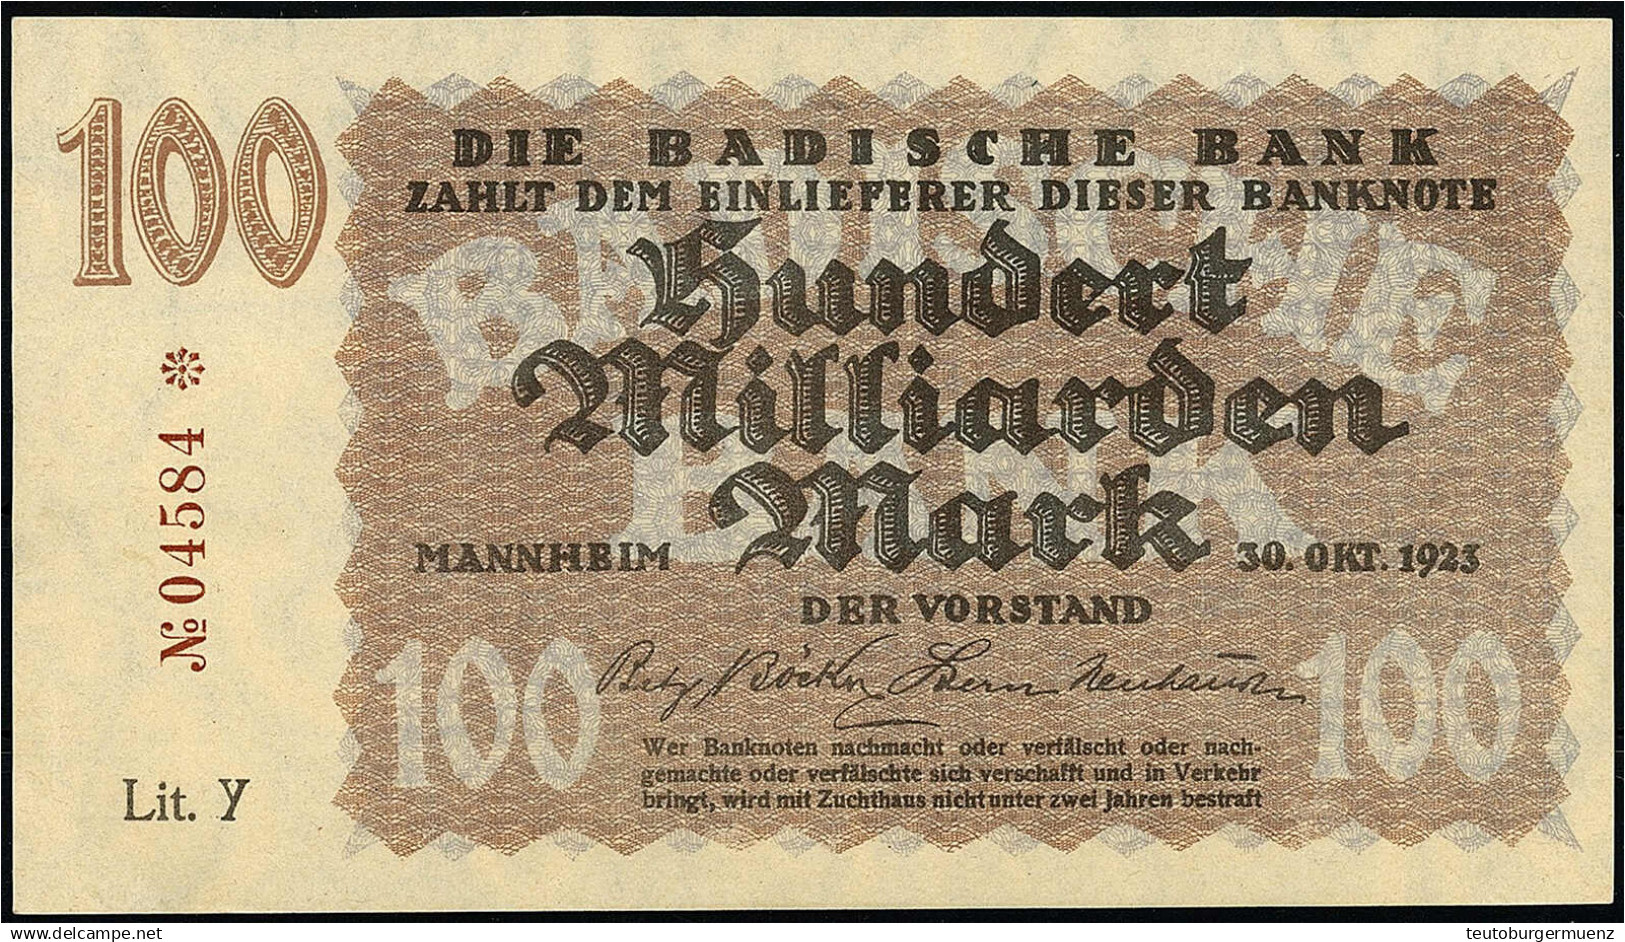 100
DIE BADISCHE BANK
ZAHLT DEM EINLIEFERER DIESER BANKNOTE
BADISCHE
BANK
Hundert
Milliarden
Mark
MANNHEIM
30. OKT. 1923
DER VORSTAND
№ 04584 *
100
100
Wer Banknoten nachmacht oder verfälscht oder nach-
gemachte oder verfälschte sich verschafft und in Verkehr
bringt, wird mit Zuchthaus nicht unter zwei Jahren bestraft
Lit. Y
delcampe.net
teutoburgermuenz